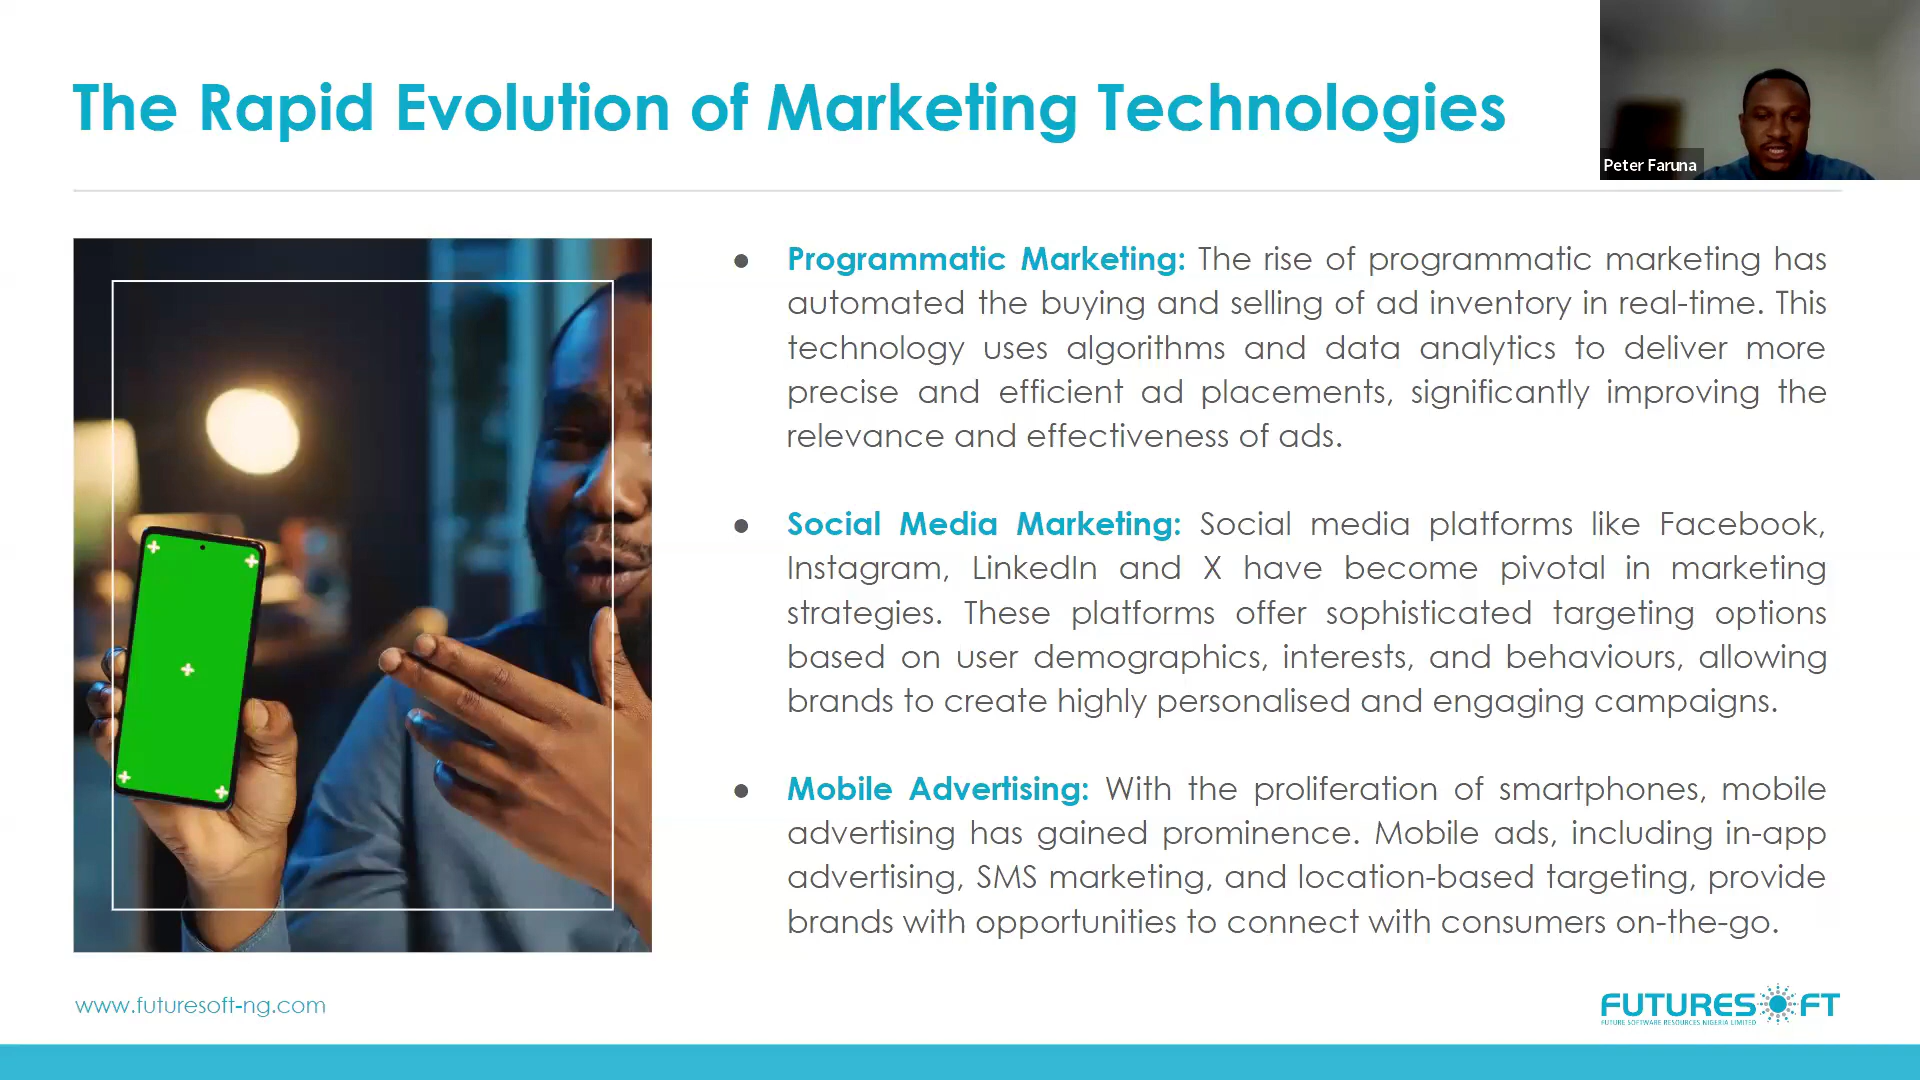 The Rapid Evolution of Marketing Technologies
Peter Faruna
● Programmatic Marketing: The rise of programmatic marketing has
automated the buying and selling of ad inventory in real-time. This
technology uses algorithms and data analytics to deliver more
precise and efficient ad placements, significantly improving the
relevance and effectiveness of ads.
● Social Media Marketing: Social media platforms like Facebook,
Instagram, LinkedIn and X have become pivotal in marketing
strategies. These platforms offer sophisticated targeting options
based on user demographics, interests, and behaviours, allowing
brands to create highly personalised and engaging campaigns.
● Mobile Advertising: With the proliferation of smartphones, mobile
advertising has gained prominence. Mobile ads, including in-app
advertising, SMS marketing, and location-based targeting, provide
brands with opportunities to connect with consumers on-the-go.
www.futuresoft-ng.com
FUTURESOFT
FUTURE SOFTWARE RESOURCES NIGERIA LIMITED